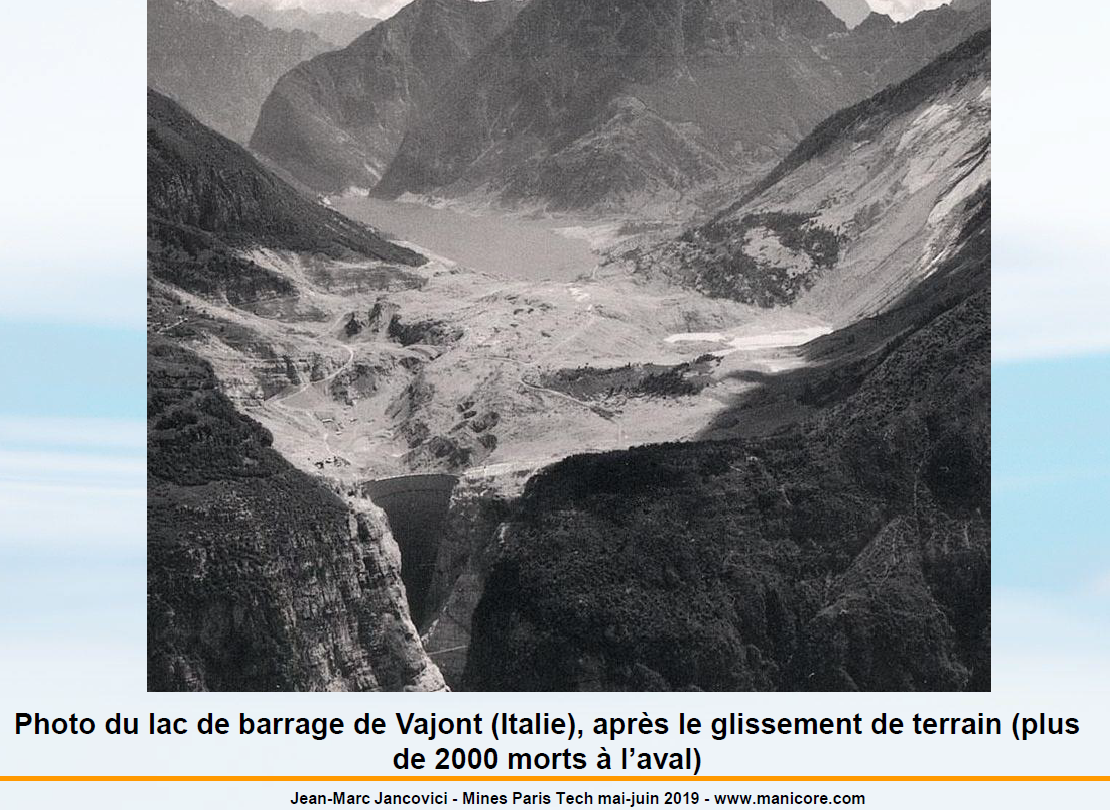 Photo du lac de barrage de Vajont (Italie), après le glissement de terrain (plus
de 2000 morts à l’aval)
Jean-Marc Jancovici - Mines Paris Tech mai-juin 2019 - www.manicore.com